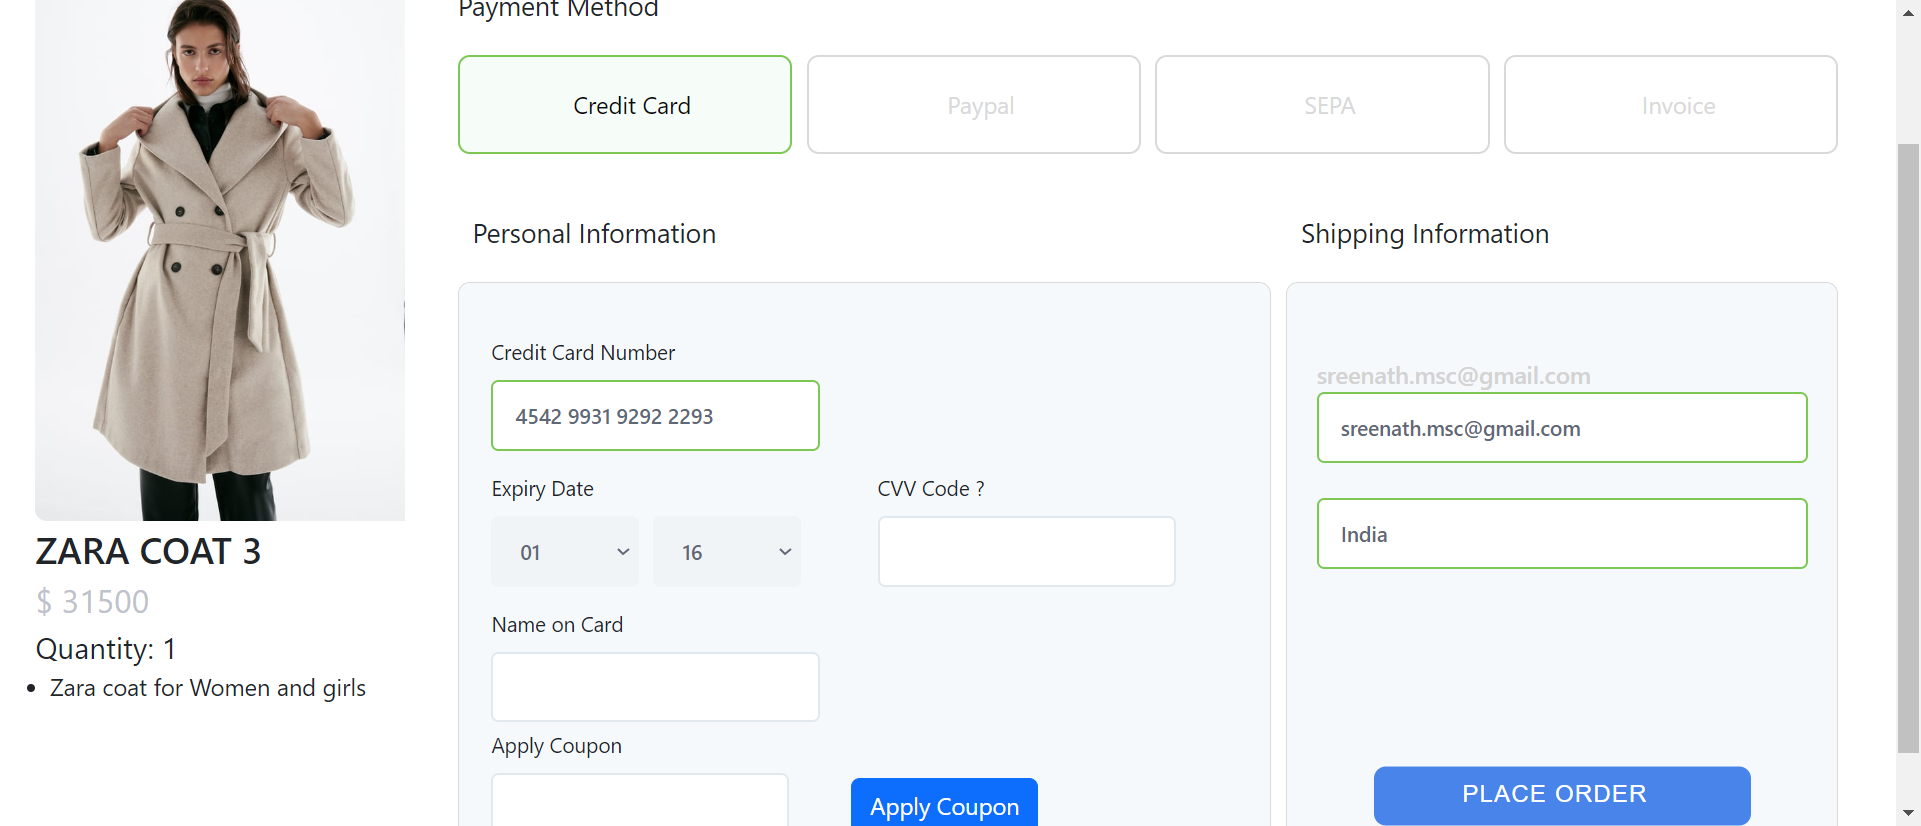 Payment Method
Credit Card
Paypal
SEPA
Invoice
Personal Information
Shipping Information
Credit Card Number
4542 9931 9292 2293
Expiry Date
CVV Code ?
01
16
Name on Card
Apply Coupon
Apply Coupon
sreenath.msc@gmail.com
sreenath.msc@gmail.com
India
PLACE ORDER
ZARA COAT 3
$ 31500
Quantity: 1
• Zara coat for Women and girls